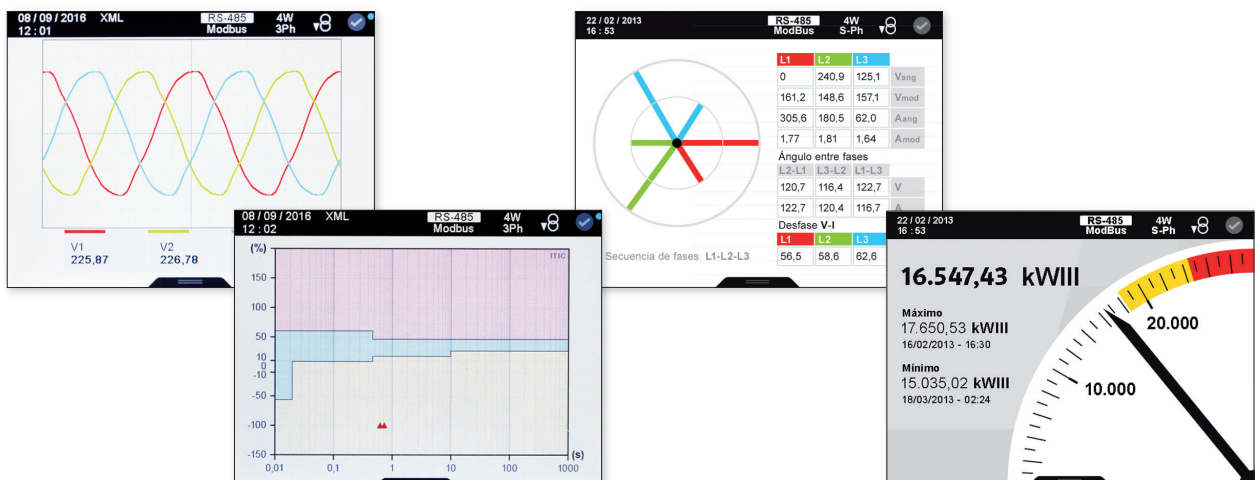 08 / 09 / 2016 XML RS-485 4W
12 : 01 Modbus 3Ph
V1 V2
225,87 226,78
22 / 02 / 2013 RS-485 4W
16 : 53 ModBus S-Ph
L1 L2 L3
0 240,9 125,1 Vang
161,2 148,6 157,1 Vmod
305,6 180,5 62,0 Aang
1,77 1,81 1,64 Amod
Ángulo entre fases
L2-L1 L3-L2 L1-L3
120,7 116,4 122,7 V
122,7 120,4 116,7 A
Desfase V-I
L1 L2 L3
Secuencia de fases L1-L2-L3 56,5 58,6 62,6
08 / 09 / 2016 XML RS-485 4W
12 : 02 Modbus 3Ph
(%) ITIC
150
100
50
10
0
-10
-50
-100
-150 (s)
0,01 0,1 1 10 100 1000
22 / 02 / 2013 RS-485 4W
16 : 53 ModBus S-Ph
16.547,43 kWIII
Máximo
17.650,53 kWIII
16/02/2013 - 16:30
Mínimo
15.035,02 kWIII
18/03/2013 - 02:24
20.000
10.000